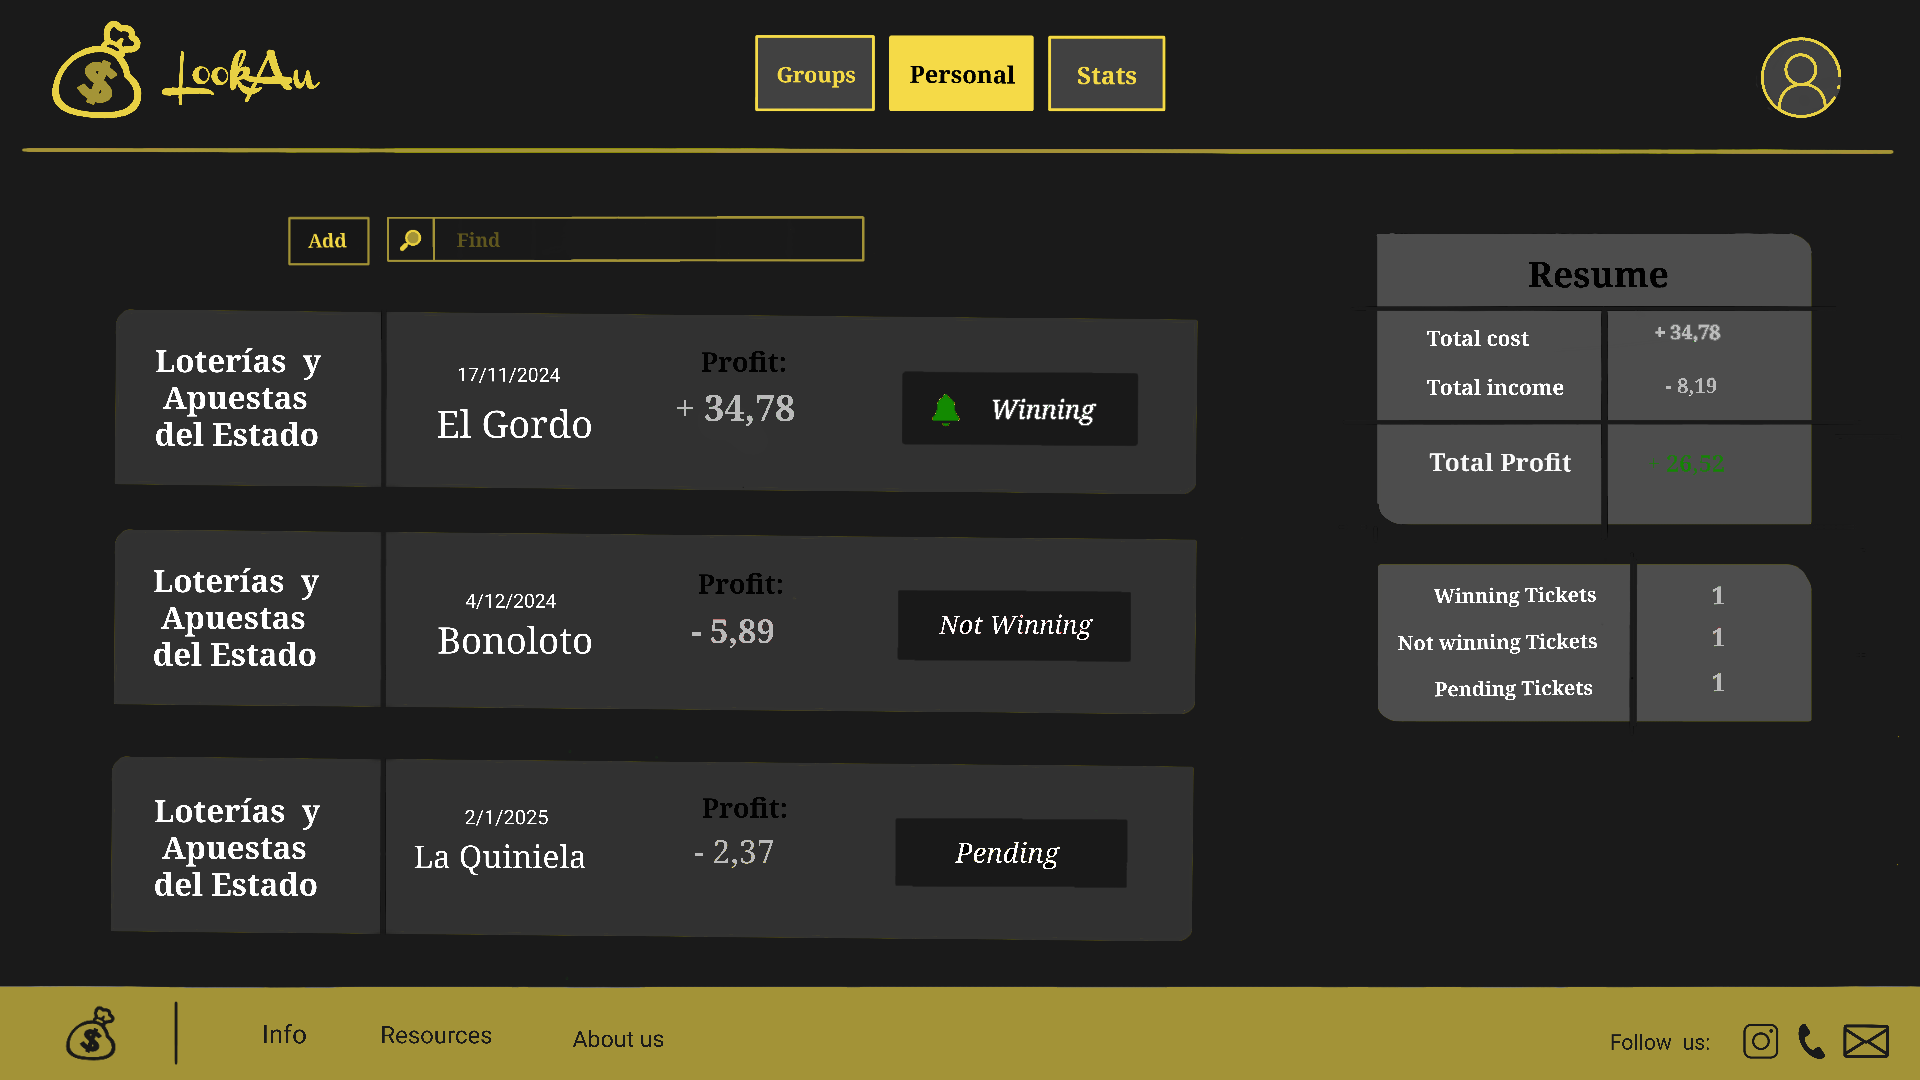 LookAu
Groups
Personal
Stats
Add
Find
Loterías y
Apuestas
del Estado
17/11/2024
El Gordo
Profit:
+ 34,78
Winning
Loterías y
Apuestas
del Estado
4/12/2024
Bonoloto
Profit:
- 5,89
Not Winning
Loterías y
Apuestas
del Estado
2/1/2025
La Quiniela
Profit:
- 2,37
Pending
Resume
Total cost + 34,78
Total income - 8,19
Total Profit 26,52
Winning Tickets 1
Not winning Tickets 1
Pending Tickets 1
$
Info
Resources
About us
Follow us: